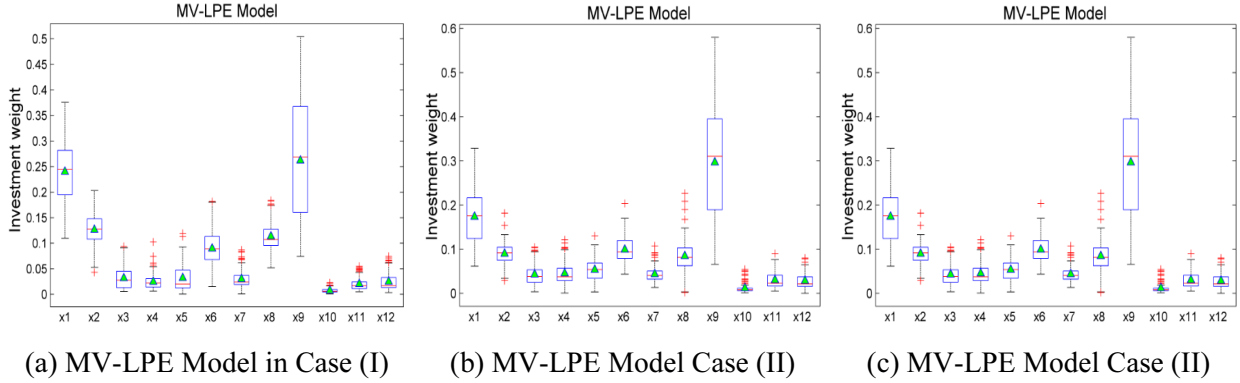 MV-LPE Model
Investment weight
0.5
0.45
0.4
0.35
0.3
0.25
0.2
0.15
0.1
0.05
0
x1 x2 x3 x4 x5 x6 x7 x8 x9 x10 x11 x12
(a) MV-LPE Model in Case (I)
MV-LPE Model
Investment weight
0.6
0.5
0.4
0.3
0.2
0.1
0
x1 x2 x3 x4 x5 x6 x7 x8 x9 x10 x11 x12
(b) MV-LPE Model Case (II)
MV-LPE Model
Investment weight
0.6
0.5
0.4
0.3
0.2
0.1
0
x1 x2 x3 x4 x5 x6 x7 x8 x9 x10 x11 x12
(c) MV-LPE Model Case (II)